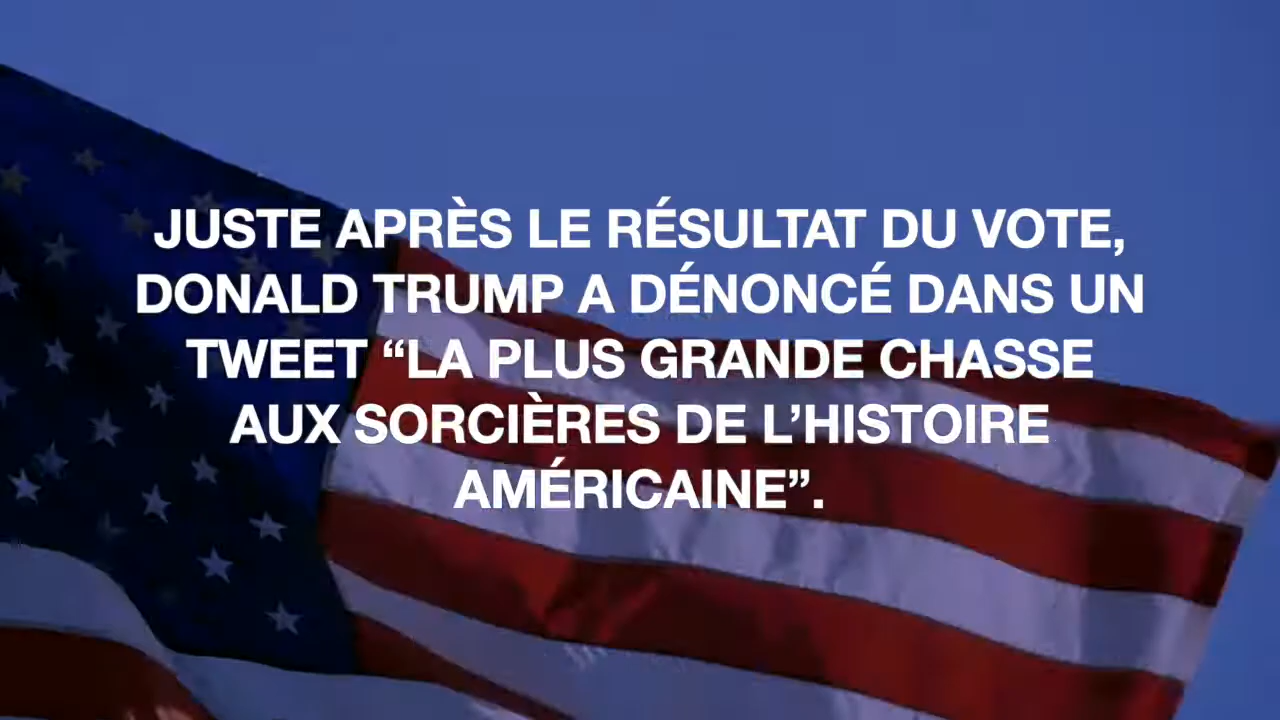 JUSTE APRÈS LE RÉSULTAT DU VOTE,
DONALD TRUMP A DÉNONCÉ DANS UN
TWEET “LA PLUS GRANDE CHASSE
AUX SORCIÈRES DE L’HISTOIRE
AMÉRICAINE”.